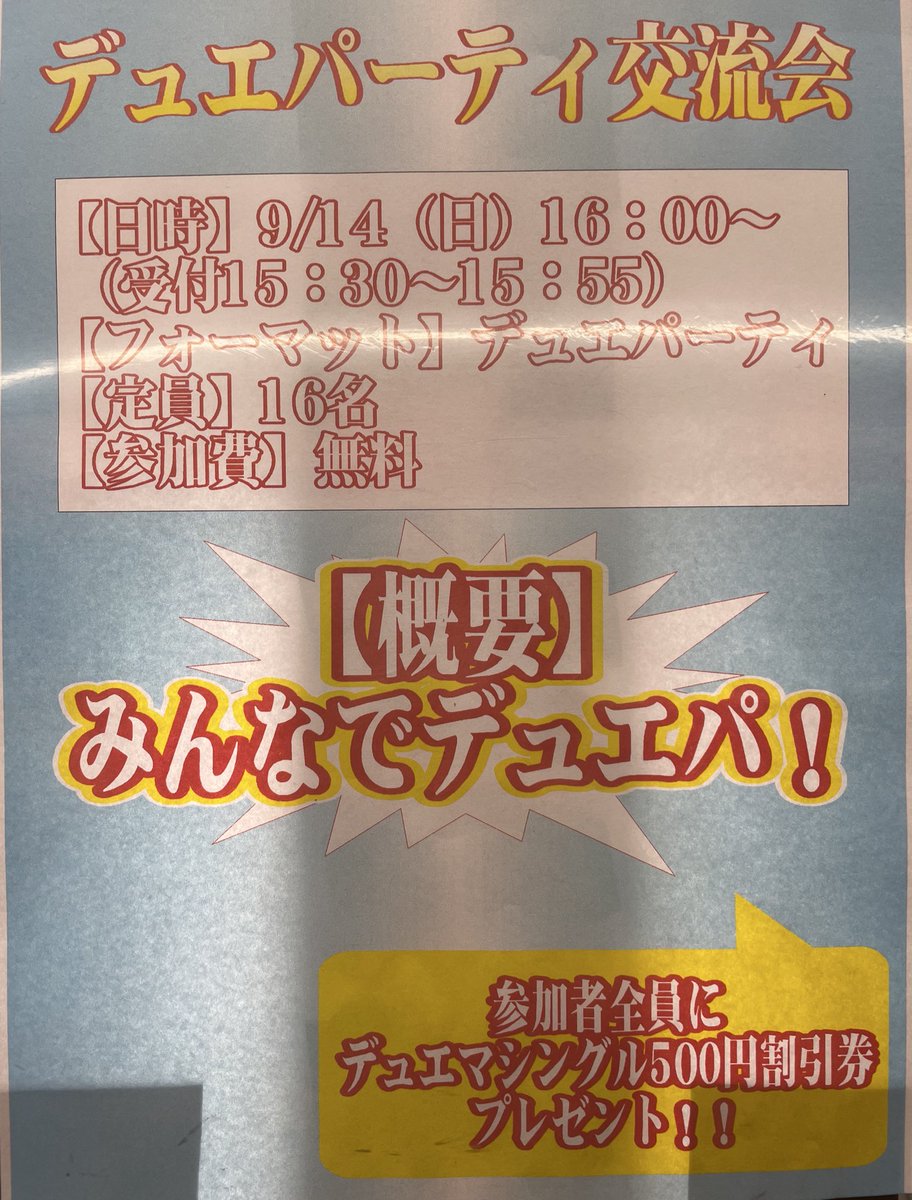 デュエパーティ交流会
【日時】9/14（日）16：00〜
（受付15：30〜15：55）
【フォーマット】デュエパーティ
【定員】16名
【参加費】無料
【概要】
みんなでデュエパ！
参加者全員に
デュエマシングル500円割引券
プレゼント！！